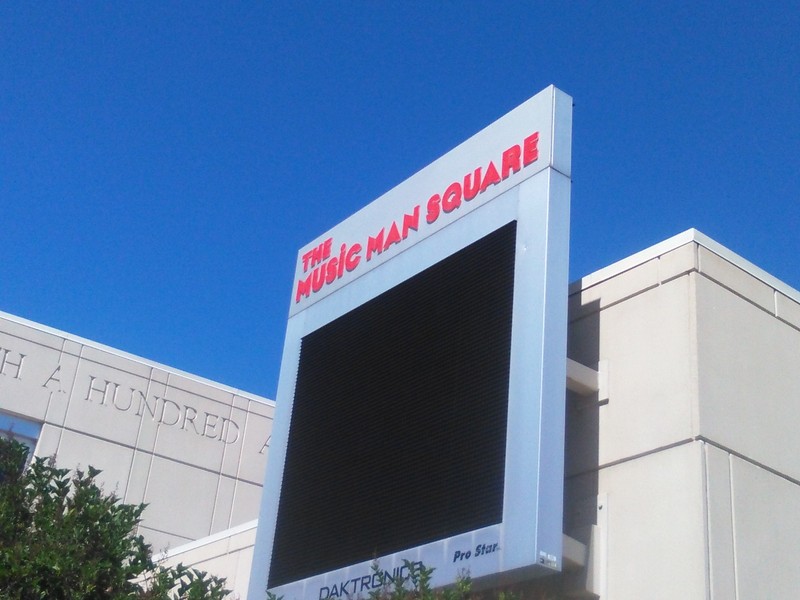 THE
MUSiC MAN SQUARE
H A HUNDRED A
DAKTRONICS
Pro Star